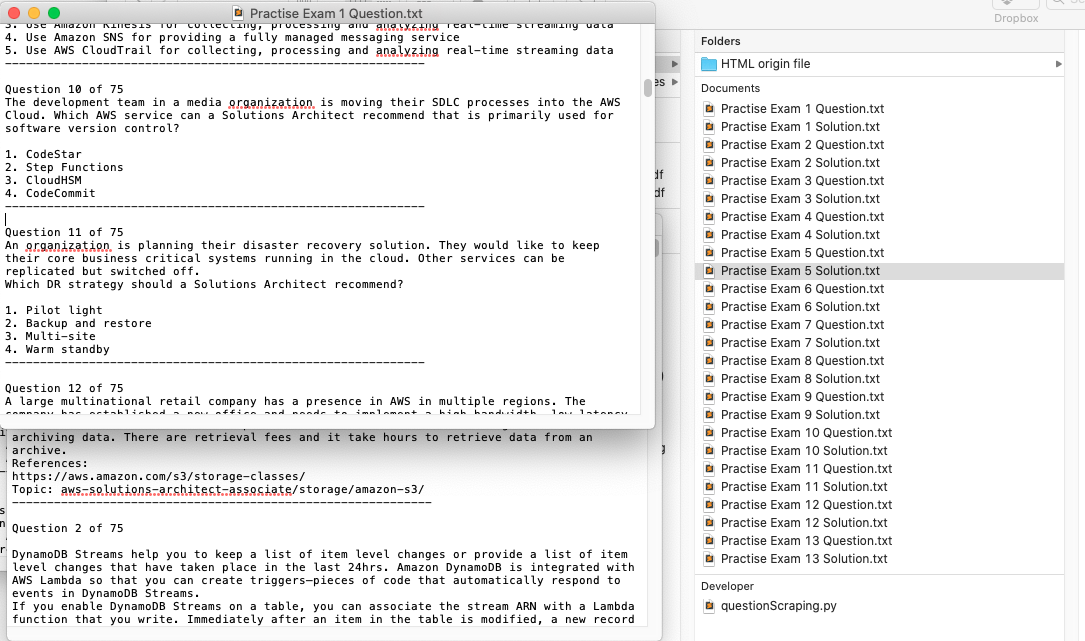 Practise Exam 1 Question.txt
3. Use Amazon Kinesis for collecting, processing and analyzing real-time streaming data
4. Use Amazon SNS for providing a fully managed messaging service
5. Use AWS CloudTrail for collecting, processing and analyzing real-time streaming data
------------------------------------------------------------
Question 10 of 75
The development team in a media organization is moving their SDLC processes into the AWS
Cloud. Which AWS service can a Solutions Architect recommend that is primarily used for
software version control?
1. CodeStar
2. Step Functions
3. CloudHSM
4. CodeCommit
------------------------------------------------------------
Question 11 of 75
An organization is planning their disaster recovery solution. They would like to keep
their core business critical systems running in the cloud. Other services can be
replicated but switched off.
Which DR strategy should a Solutions Architect recommend?
1. Pilot light
2. Backup and restore
3. Multi-site
4. Warm standby
------------------------------------------------------------
Question 12 of 75
A large multinational retail company has a presence in AWS in multiple regions. The
company has established a new office and needs to implement a high-bandwidth, low-latency
archiving data. There are retrieval fees and it take hours to retrieve data from an
archive.
References:
https://aws.amazon.com/s3/storage-classes/
Topic: aws-solutions-architect-associate/storage/amazon-s3/
------------------------------------------------------------
Question 2 of 75
DynamoDB Streams help you to keep a list of item level changes or provide a list of item
level changes that have taken place in the last 24hrs. Amazon DynamoDB is integrated with
AWS Lambda so that you can create triggers—pieces of code that automatically respond to
events in DynamoDB Streams.
If you enable DynamoDB Streams on a table, you can associate the stream ARN with a Lambda
function that you write. Immediately after an item in the table is modified, a new record
Dropbox
Folders
HTML origin file
Documents
Practise Exam 1 Question.txt
Practise Exam 1 Solution.txt
Practise Exam 2 Question.txt
Practise Exam 2 Solution.txt
Practise Exam 3 Question.txt
Practise Exam 3 Solution.txt
Practise Exam 4 Question.txt
Practise Exam 4 Solution.txt
Practise Exam 5 Question.txt
Practise Exam 5 Solution.txt
Practise Exam 6 Question.txt
Practise Exam 6 Solution.txt
Practise Exam 7 Question.txt
Practise Exam 7 Solution.txt
Practise Exam 8 Question.txt
Practise Exam 8 Solution.txt
Practise Exam 9 Question.txt
Practise Exam 9 Solution.txt
Practise Exam 10 Question.txt
Practise Exam 10 Solution.txt
Practise Exam 11 Question.txt
Practise Exam 11 Solution.txt
Practise Exam 12 Question.txt
Practise Exam 12 Solution.txt
Practise Exam 13 Question.txt
Practise Exam 13 Solution.txt
Developer
questionScraping.py